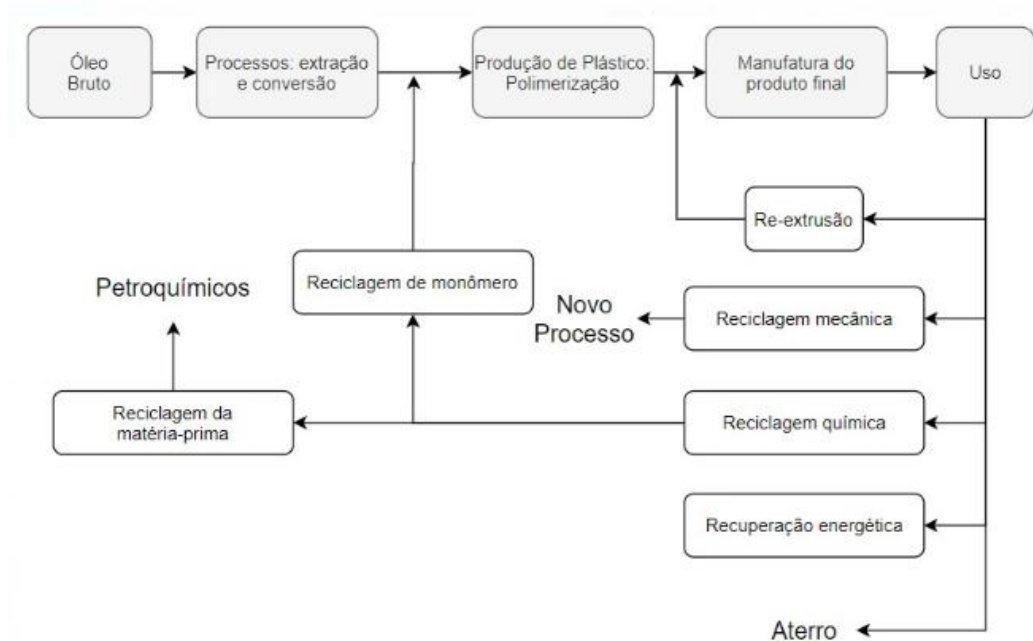 Óleo
Bruto
Processos: extração
e conversão
Produção de Plástico:
Polimerização
Manufatura do
produto final
Uso
Re-extrusão
Reciclagem de monômero
Petroquímicos
Novo
Processo
Reciclagem mecânica
Reciclagem da
matéria-prima
Reciclagem química
Recuperação energética
Aterro